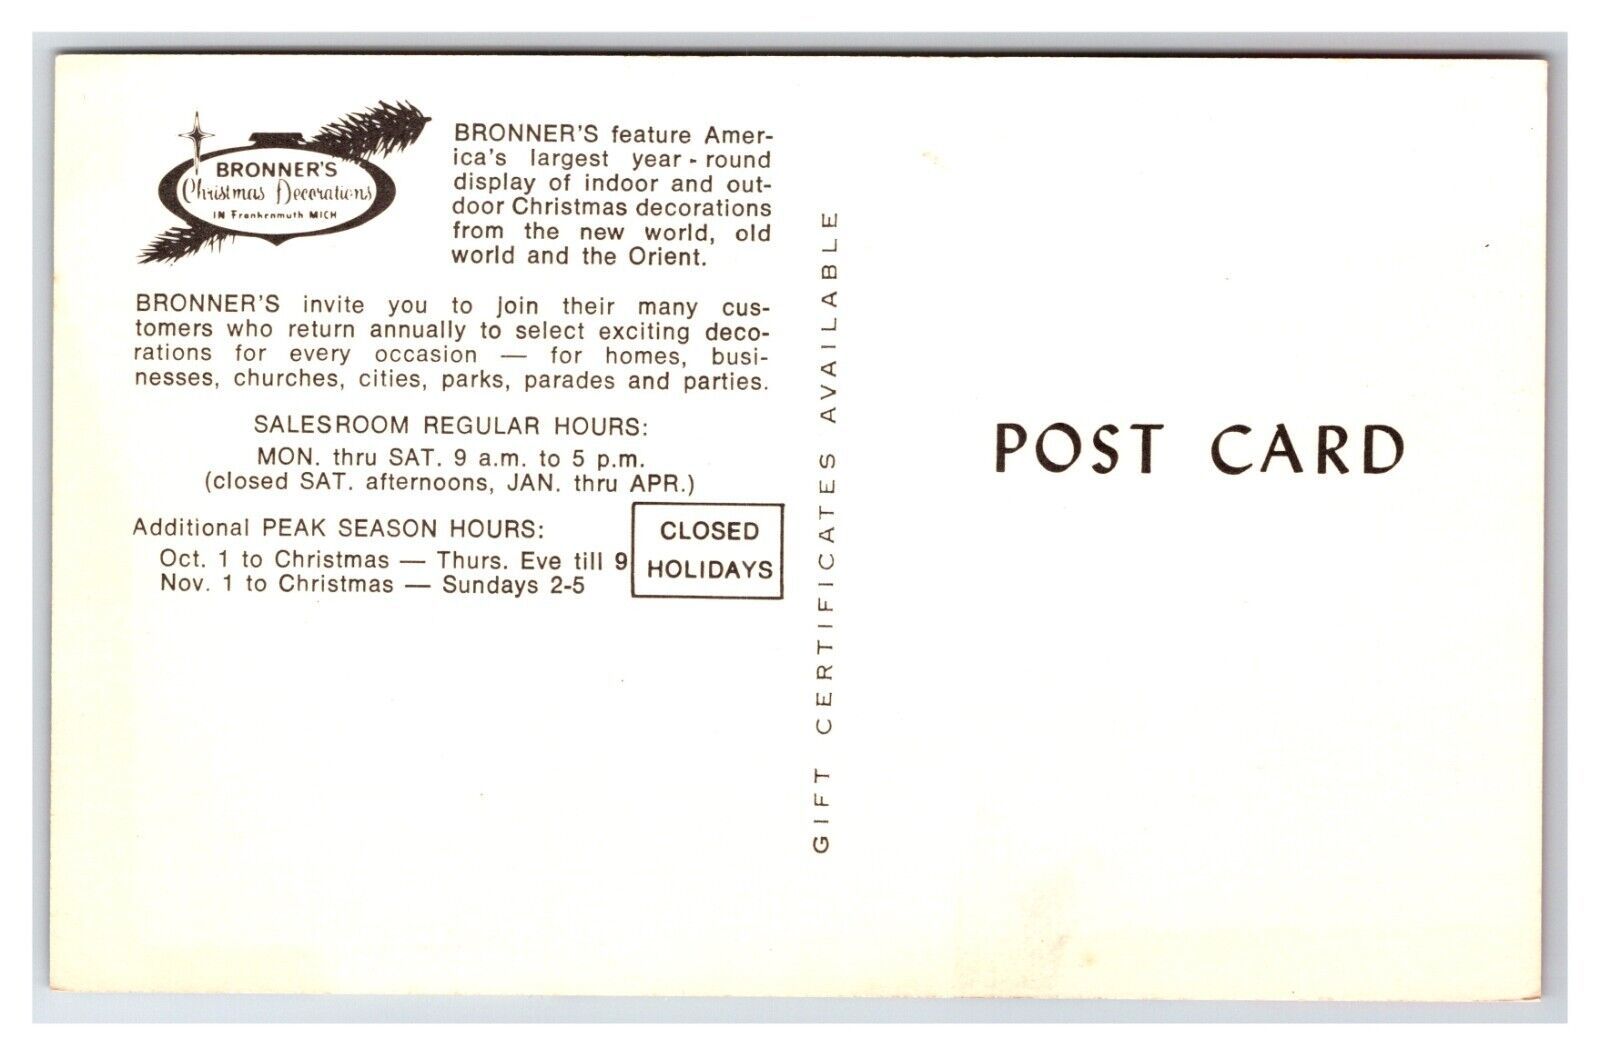 BRONNER'S
Christmas Decorations
IN Frankenmuth MICH
BRONNER'S feature Amer-
ica's largest year - round
display of indoor and out-
door Christmas decorations
from the new world, old
world and the Orient.
BRONNER'S invite you to join their many cus-
tomers who return annually to select exciting deco-
rations for every occasion — for homes, busi-
nesses, churches, cities, parks, parades and parties.
SALESROOM REGULAR HOURS:
MON. thru SAT. 9 a.m. to 5 p.m.
(closed SAT. afternoons, JAN. thru APR.)
Additional PEAK SEASON HOURS:
Oct. 1 to Christmas — Thurs. Eve till 9
Nov. 1 to Christmas — Sundays 2-5
CLOSED
HOLIDAYS
GIFT CERTIFICATES AVAILABLE
POST CARD